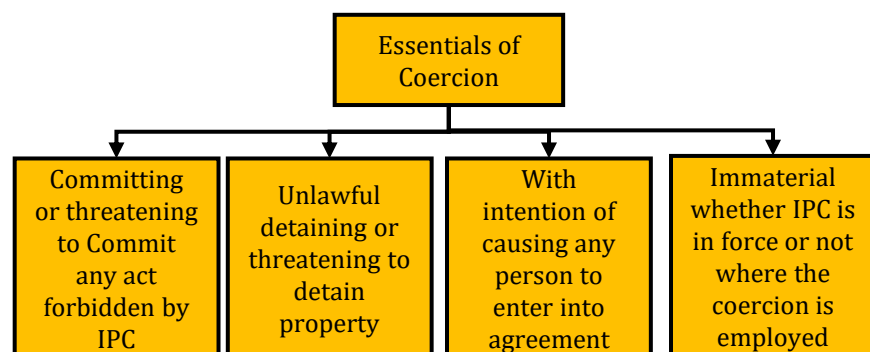 Essentials of
Coercion
Committing
or threatening
to Commit
any act
forbidden by
IPC
Unlawful
detaining or
threatening to
detain
property
With
intention of
causing any
person to
enter into
agreement
Immaterial
whether IPC is
in force or not
where the
coercion is
employed